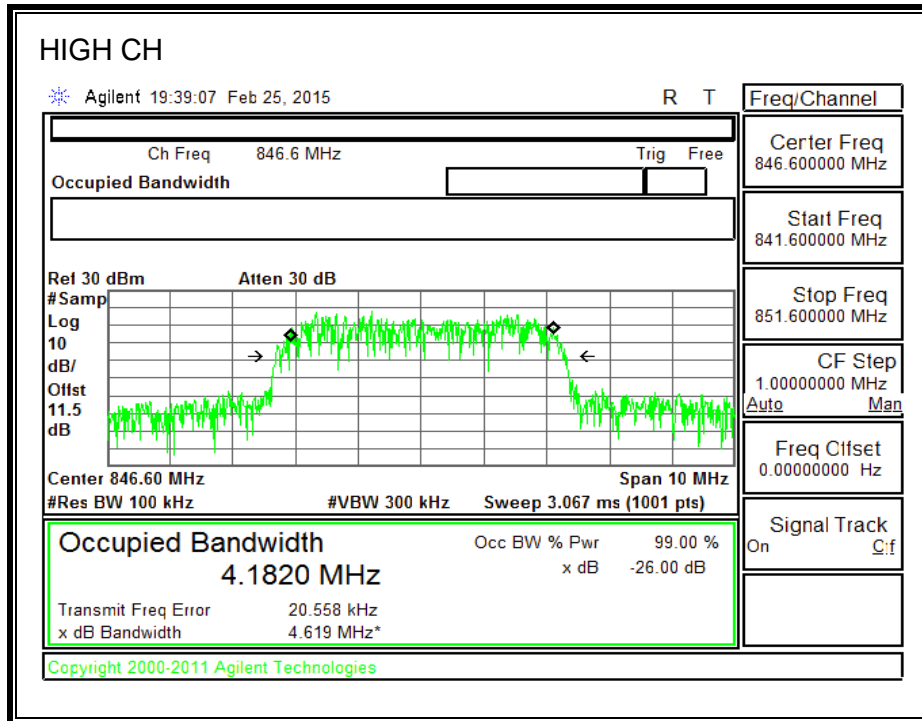 HIGH CH
Agilent 19:39:07 Feb 25, 2015 R T
Freq/Channel
Ch Freq 846.6 MHz Trig Free
Occupied Bandwidth
Center Freq
846.600000 MHz
Start Freq
841.600000 MHz
Stop Freq
851.600000 MHz
CF Step
1.00000000 MHz
Auto Man
Freq Offset
0.00000000 Hz
Signal Track
On Off
Ref 30 dBm Atten 30 dB
#Samp
Log
10
dB/
Offst
11.5
dB
Center 846.60 MHz Span 10 MHz
#Res BW 100 kHz #VBW 300 kHz Sweep 3.067 ms (1001 pts)
Occupied Bandwidth Occ BW % Pwr 99.00 %
4.1820 MHz x dB -26.00 dB
Transmit Freq Error 20.558 kHz
x dB Bandwidth 4.619 MHz*
Copyright 2000-2011 Agilent Technologies